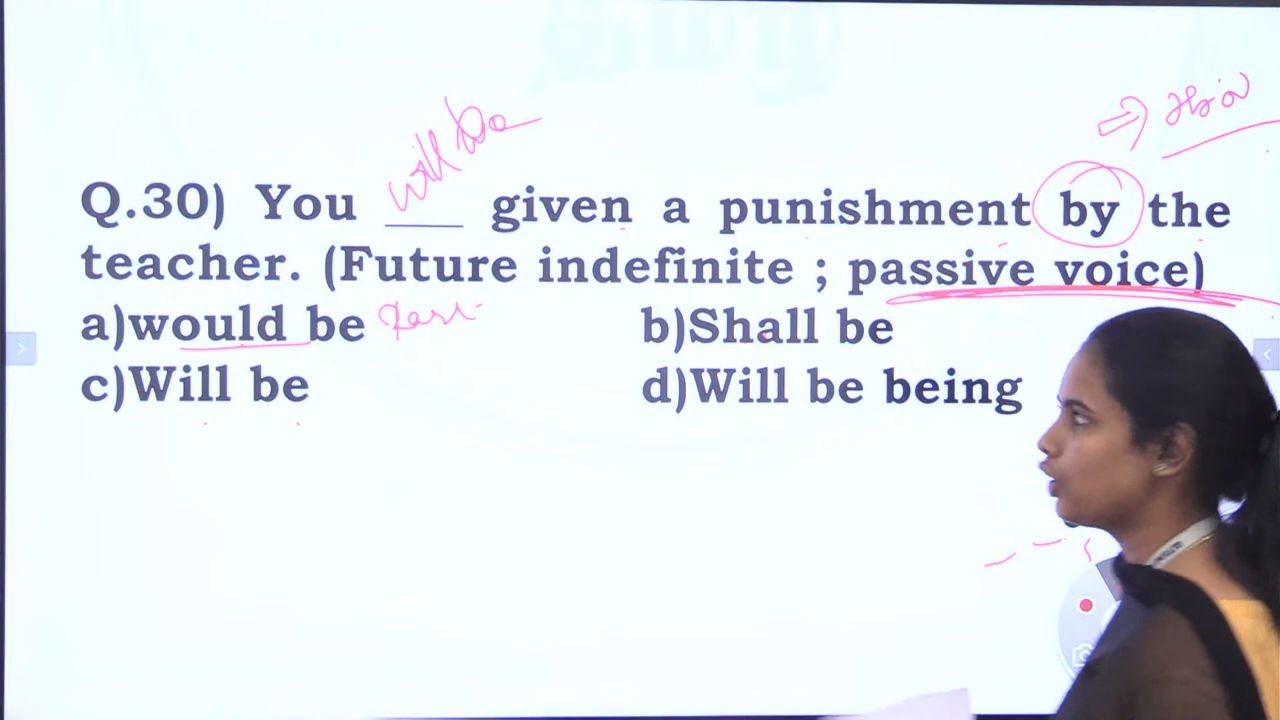 தமிழ்
will be
Q.30) You ___ given a punishment by the
teacher. (Future indefinite ; passive voice)
a)would be
b)Shall be
c)Will be
d)Will be being